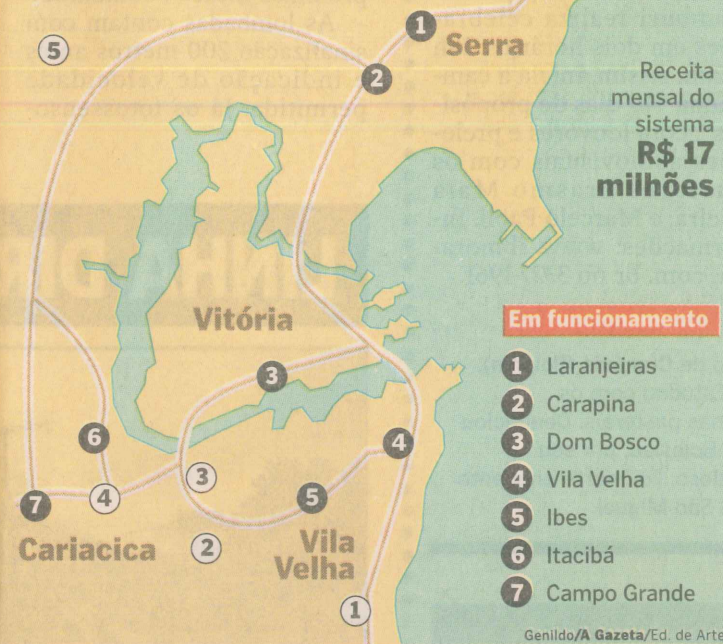 1
Serra
5
2
Receita
mensal do
sistema
R$ 17
milhões
Vitória
3
Em funcionamento
1 Laranjeiras
2 Carapina
3 Dom Bosco
4 Vila Velha
5 Ibes
6 Itacibá
7 Campo Grande
6
4
3
4
5
7
Cariacica
2
Vila
Velha
1
Genildo/A Gazeta/Ed. de Arte